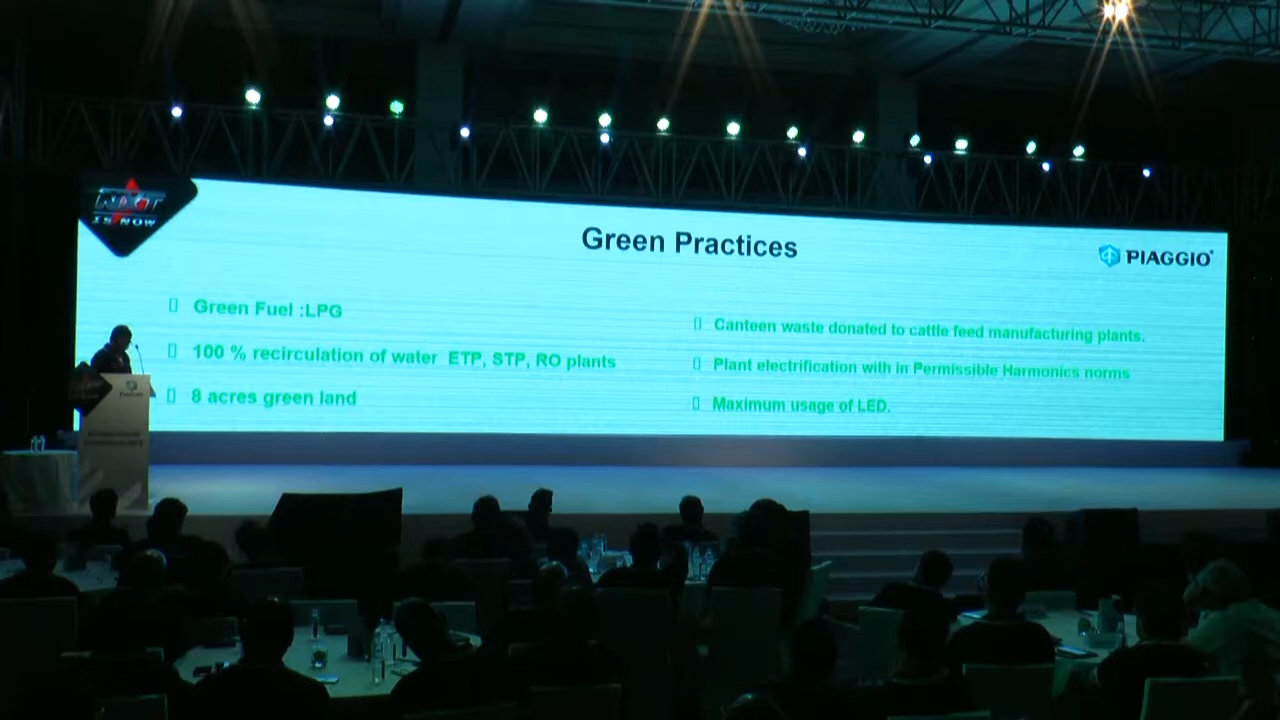 NEXT
IS NOW
Green Practices
PIAGGIO
Green Fuel :LPG
100 % recirculation of water ETP, STP, RO plants
8 acres green land
Canteen waste donated to cattle feed manufacturing plants.
Plant electrification with in Permissible Harmonics norms
Maximum usage of LED.
PIAGGIO